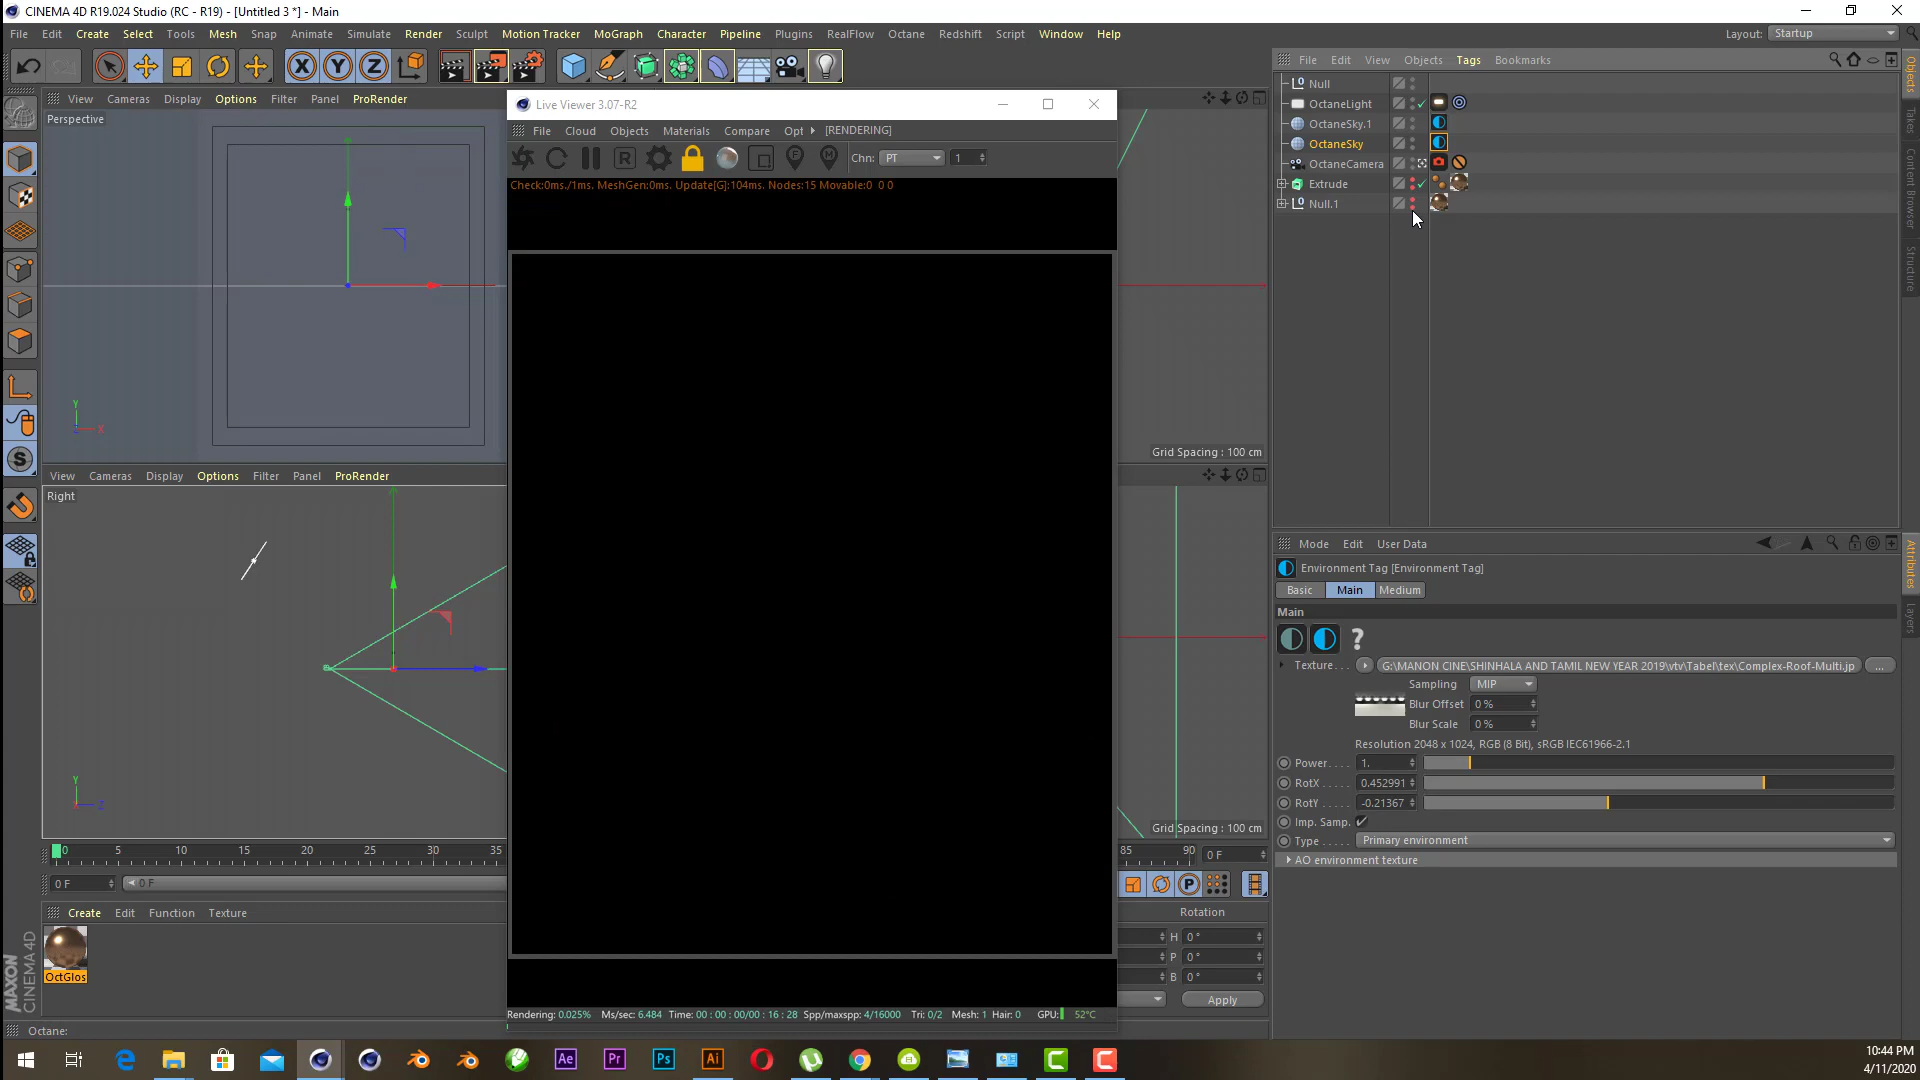 CINEMA 4D R19.024 Studio (RC - R19) - [Untitled 3 *] - Main
File Edit Create Select Tools Mesh Snap Animate Simulate Render Sculpt Motion Tracker MoGraph Character Pipeline Plugins RealFlow Octane Redshift Script Window Help
Layout: Startup
View Cameras Display Options Filter Panel ProRender
Perspective
Live Viewer 3.07-R2
File Cloud Objects Materials Compare Opt [RENDERING]
Chn: PT 1
Check:0ms./1ms. MeshGen:0ms. Update[G]:104ms. Nodes:15 Movable:0 0 0
File Edit View Objects Tags Bookmarks
Null
OctaneLight
OctaneSky.1
OctaneSky
OctaneCamera
Extrude
Null.1
Objects
Takes
Content Browser
Structure
Y
Z X
Grid Spacing : 100 cm
View Cameras Display Options Filter Panel ProRender
Right
Y
X Z
Grid Spacing : 100 cm
Mode Edit User Data
Environment Tag [Environment Tag]
Basic Main Medium
Main
Texture. . . G:\MANON CINE\SHINHALA AND TAMIL NEW YEAR 2019\vtv\Tabel\tex\Complex-Roof-Multi.jp ...
Sampling MIP
Blur Offset 0 %
Blur Scale 0 %
Resolution 2048 x 1024, RGB (8 Bit), sRGB IEC61966-2.1
Power. . . . 1.
RotX . . . . . 0.452991
RotY . . . . . -0.21367
Imp. Samp.
Type . . . . . Primary environment
AO environment texture
Attributes
Layers
0 5 10 15 20 25 30 35 85 90 0 F
0 F 0 F
Create Edit Function Texture
OctGlos
MAXON
CINEMA 4D
Rotation
H 0 °
P 0 °
B 0 °
Apply
Rendering: 0.025% Ms/sec: 6.484 Time: 00 : 00 : 00/00 : 16 : 28 Spp/maxspp: 4/16000 Tri: 0/2 Mesh: 1 Hair: 0 GPU: 52°C
Octane:
10:44 PM
4/11/2020